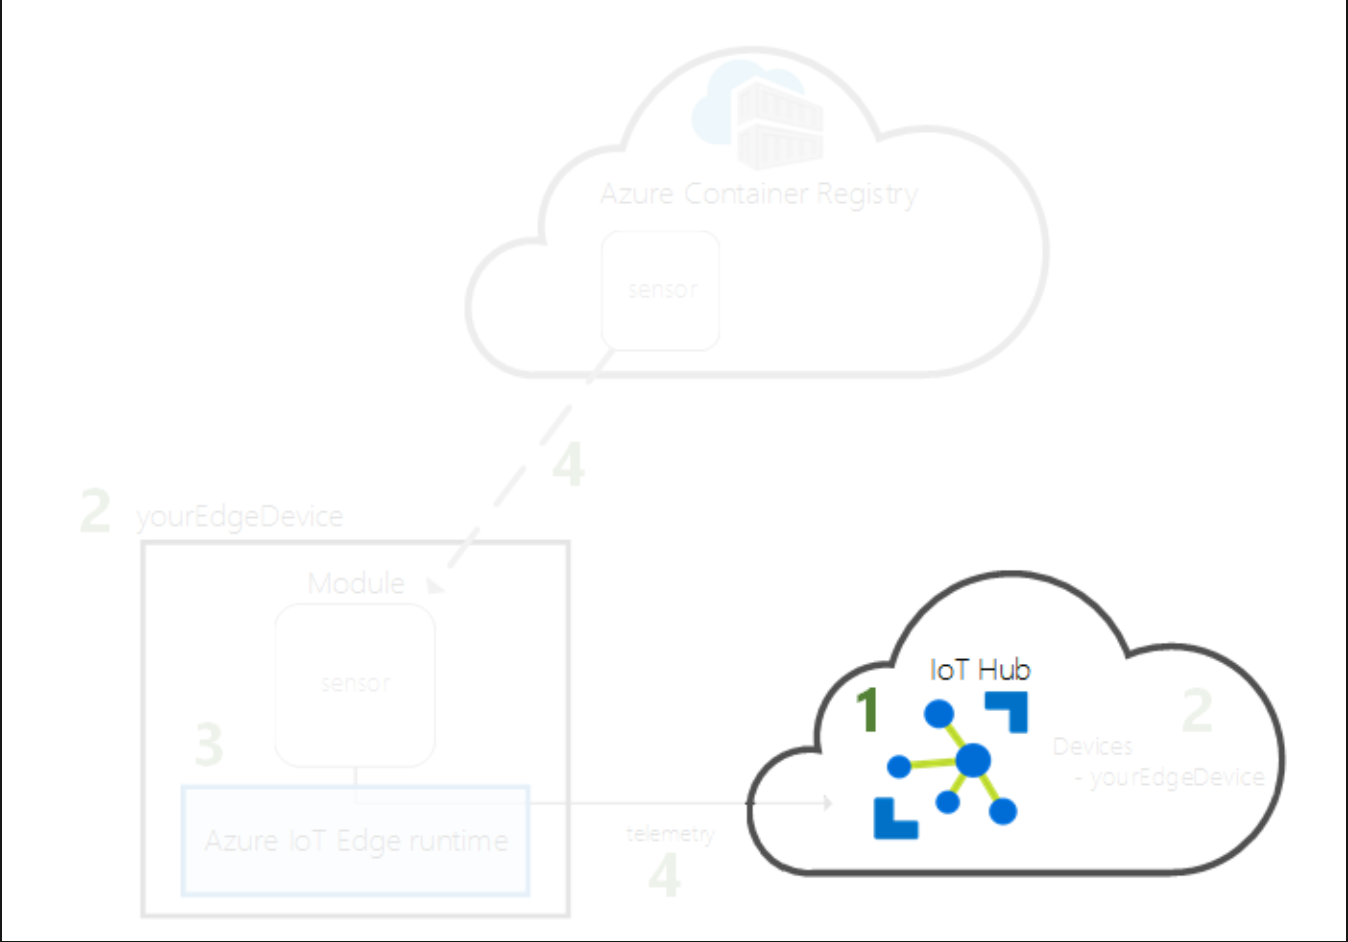 Azure Container Registry
sensor
4
2
yourEdgeDevice
Module
sensor
3
Azure IoT Edge runtime
telemetry
4
IoT Hub
1
2
Devices
- yourEdgeDevice